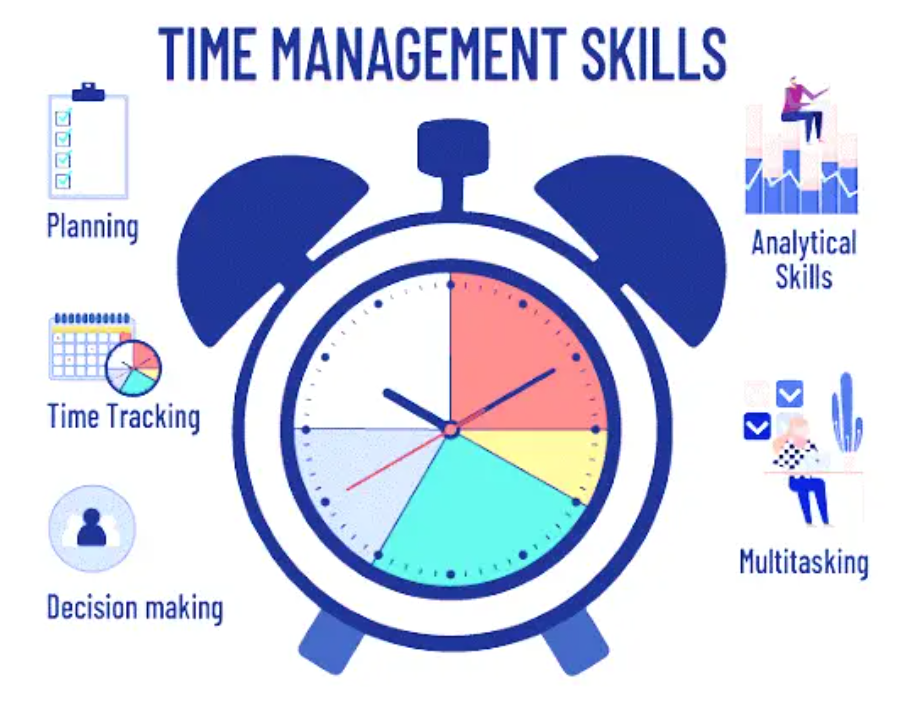 TIME MANAGEMENT SKILLS
Planning
Time Tracking
Decision making
Analytical
Skills
Multitasking